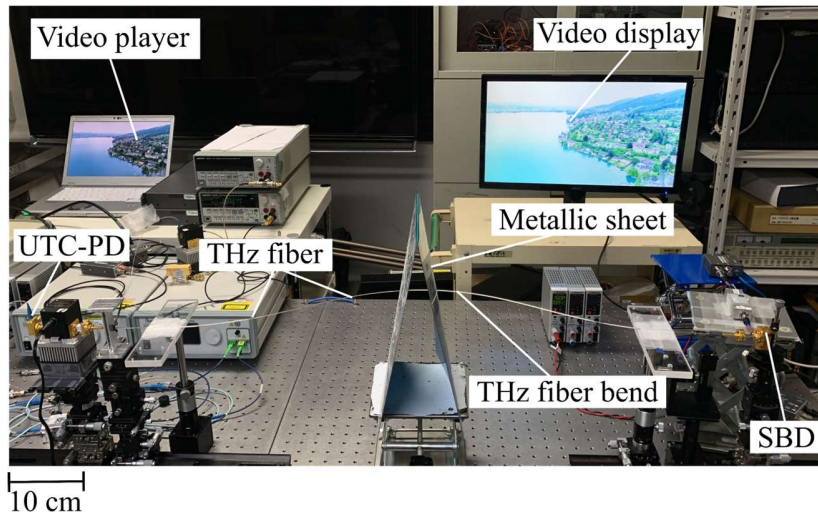 Video player
Video display
UTC-PD
THz fiber
Metallic sheet
THz fiber bend
SBD
10 cm